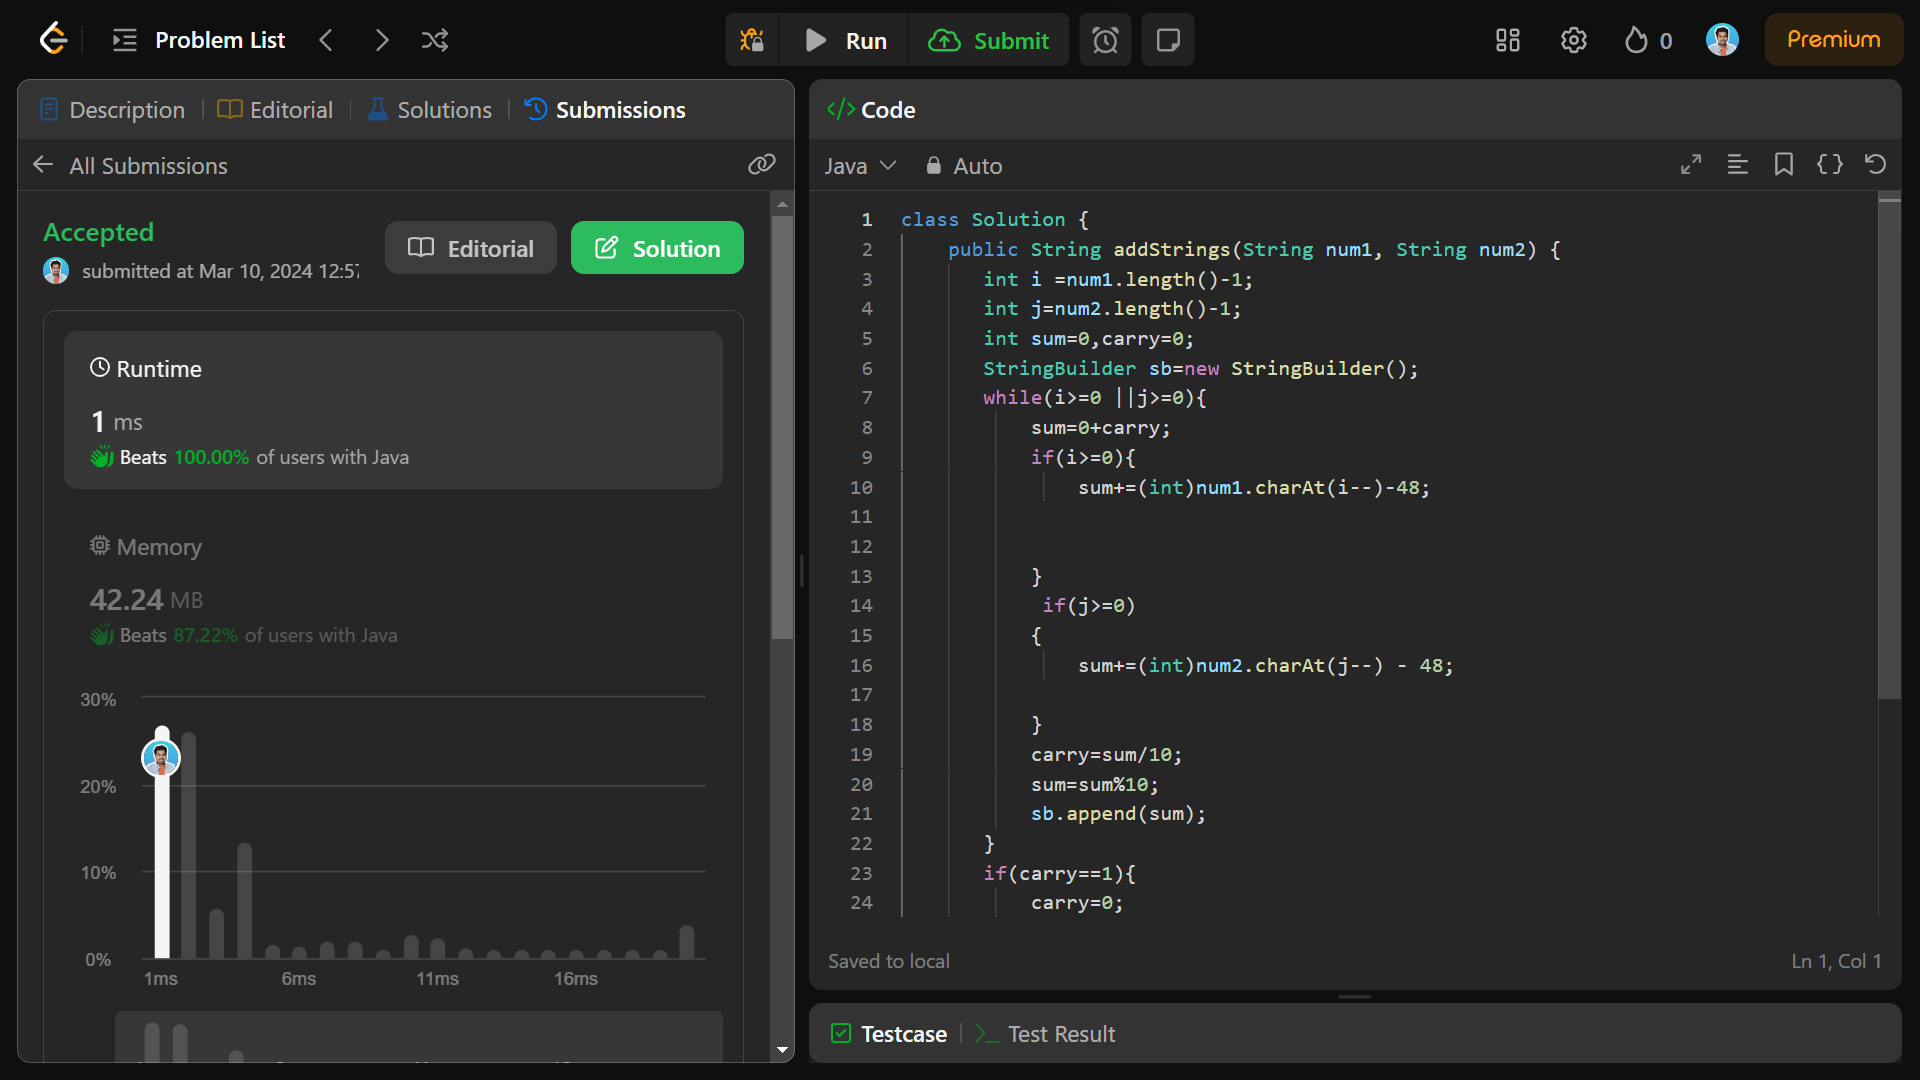 Problem List
Run
Submit
0
Premium
Description
Editorial
Solutions
Submissions
All Submissions
Accepted
submitted at Mar 10, 2024 12:57
Editorial
Solution
Runtime
1 ms
Beats 100.00% of users with Java
Memory
42.24 MB
Beats 87.22% of users with Java
30%
20%
10%
0%
1ms 6ms 11ms 16ms
</> Code
Java
Auto
1 class Solution {
2 public String addStrings(String num1, String num2) {
3 int i =num1.length()-1;
4 int j=num2.length()-1;
5 int sum=0,carry=0;
6 StringBuilder sb=new StringBuilder();
7 while(i>=0 ||j>=0){
8 sum=0+carry;
9 if(i>=0){
10 sum+=(int)num1.charAt(i--)-48;
11
12
13 }
14 if(j>=0)
15 {
16 sum+=(int)num2.charAt(j--) - 48;
17
18 }
19 carry=sum/10;
20 sum=sum%10;
21 sb.append(sum);
22 }
23 if(carry==1){
24 carry=0;
Saved to local
Ln 1, Col 1
Testcase
Test Result